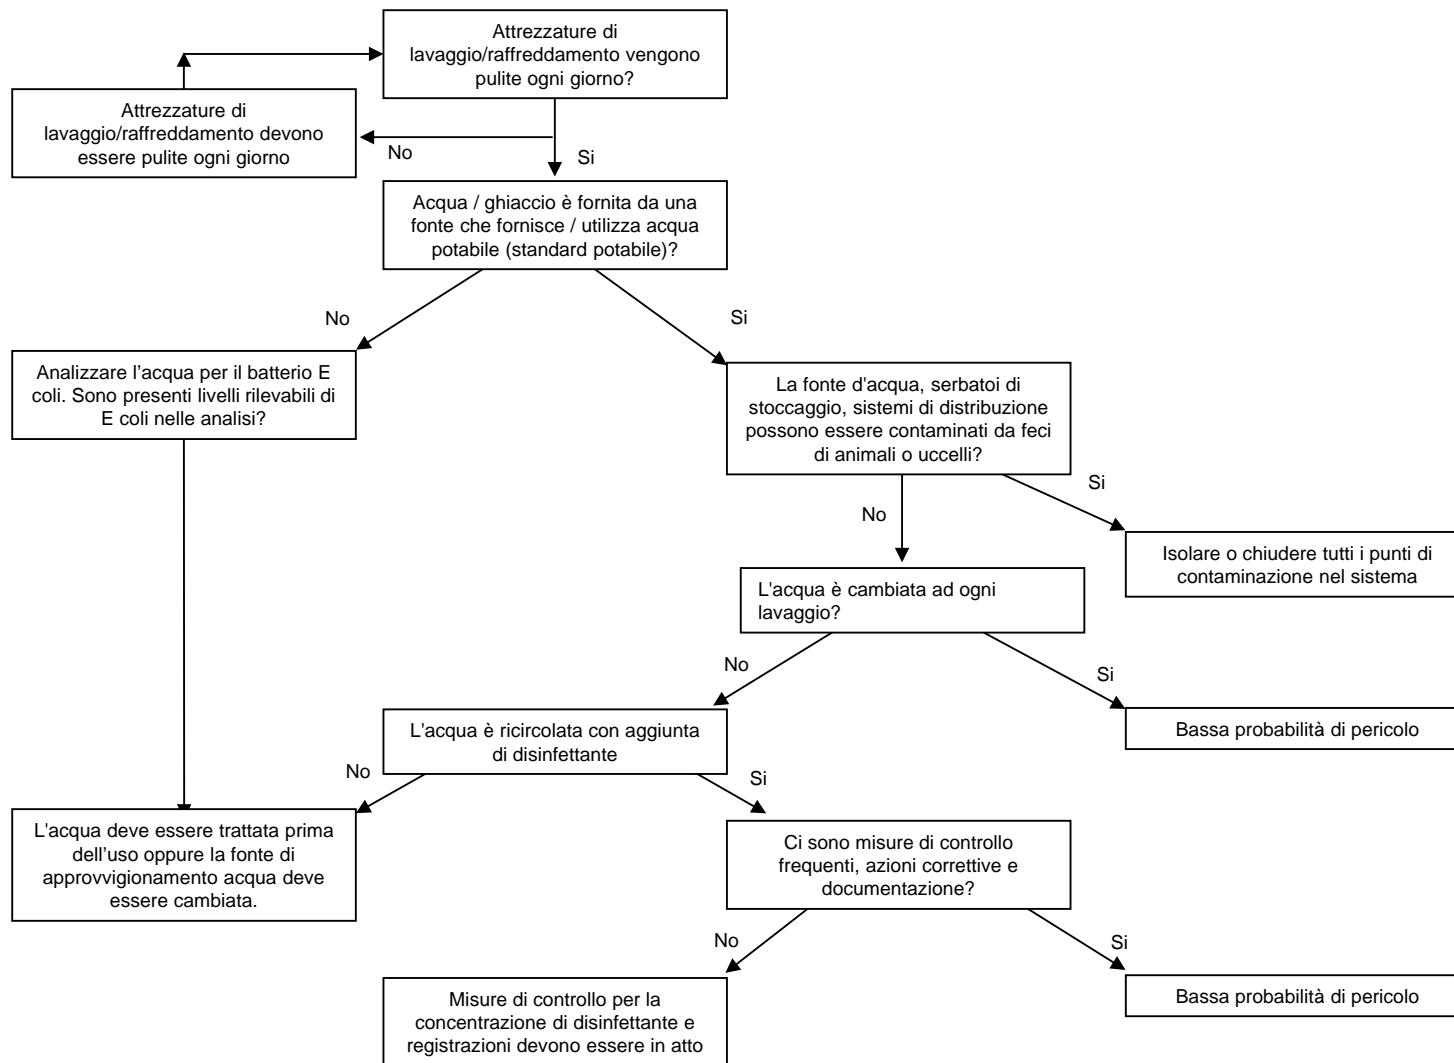 Attrezzature di
lavaggio/raffreddamento vengono
pulite ogni giorno?
Attrezzature di
lavaggio/raffreddamento devono
essere pulite ogni giorno
No
Si
Acqua / ghiaccio è fornita da una
fonte che fornisce / utilizza acqua
potabile (standard potabile)?
No
Si
Analizzare l'acqua per il batterio E
coli. Sono presenti livelli rilevabili di
E coli nelle analisi?
La fonte d'acqua, serbatoi di
stoccaggio, sistemi di distribuzione
possono essere contaminati da feci
di animali o uccelli?
No
Si
Isolare o chiudere tutti i punti di
contaminazione nel sistema
L'acqua è cambiata ad ogni
lavaggio?
No
Si
L'acqua è ricircolata con aggiunta
di disinfettante
Bassa probabilità di pericolo
No
Si
L'acqua deve essere trattata prima
dell'uso oppure la fonte di
approvvigionamento acqua deve
essere cambiata.
Ci sono misure di controllo
frequenti, azioni correttive e
documentazione?
No
Si
Misure di controllo per la
concentrazione di disinfettante e
registrazioni devono essere in atto
Bassa probabilità di pericolo